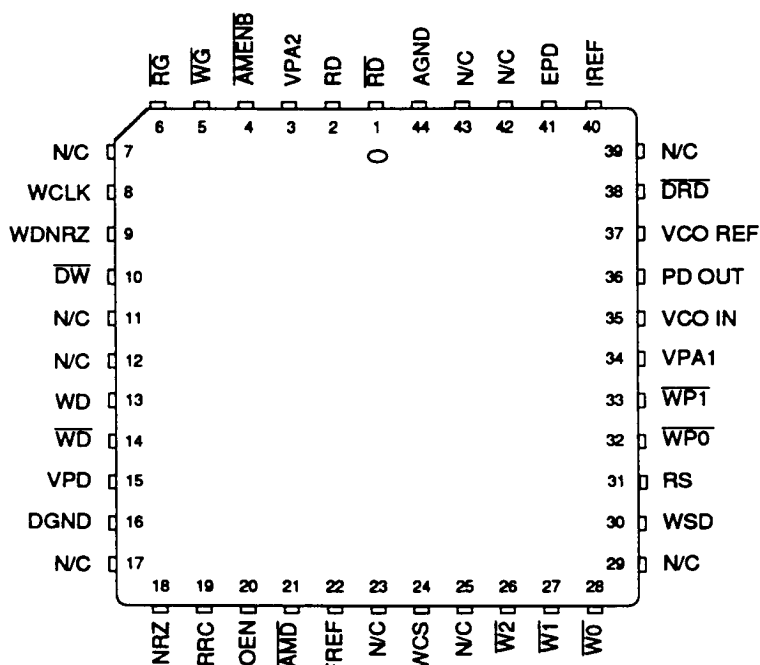 RG
WG
AMENB
VPA2
RD
RD
AGND
N/C
N/C
EPD
IREF
6 5 4 3 2 1 44 43 42 41 40
N/C 7
WCLK 8
WDNRZ 9
DW 10
N/C 11
N/C 12
WD 13
WD 14
VPD 15
DGND 16
N/C 17
39 N/C
38 DRD
37 VCO REF
36 PD OUT
35 VCO IN
34 VPA1
33 WP1
32 WP0
31 RS
30 WSD
29 N/C
18 19 20 21 22 23 24 25 26 27 28
NRZ
RRC
OEN
AMD
REF
N/C
WCS
N/C
W2
W1
W0